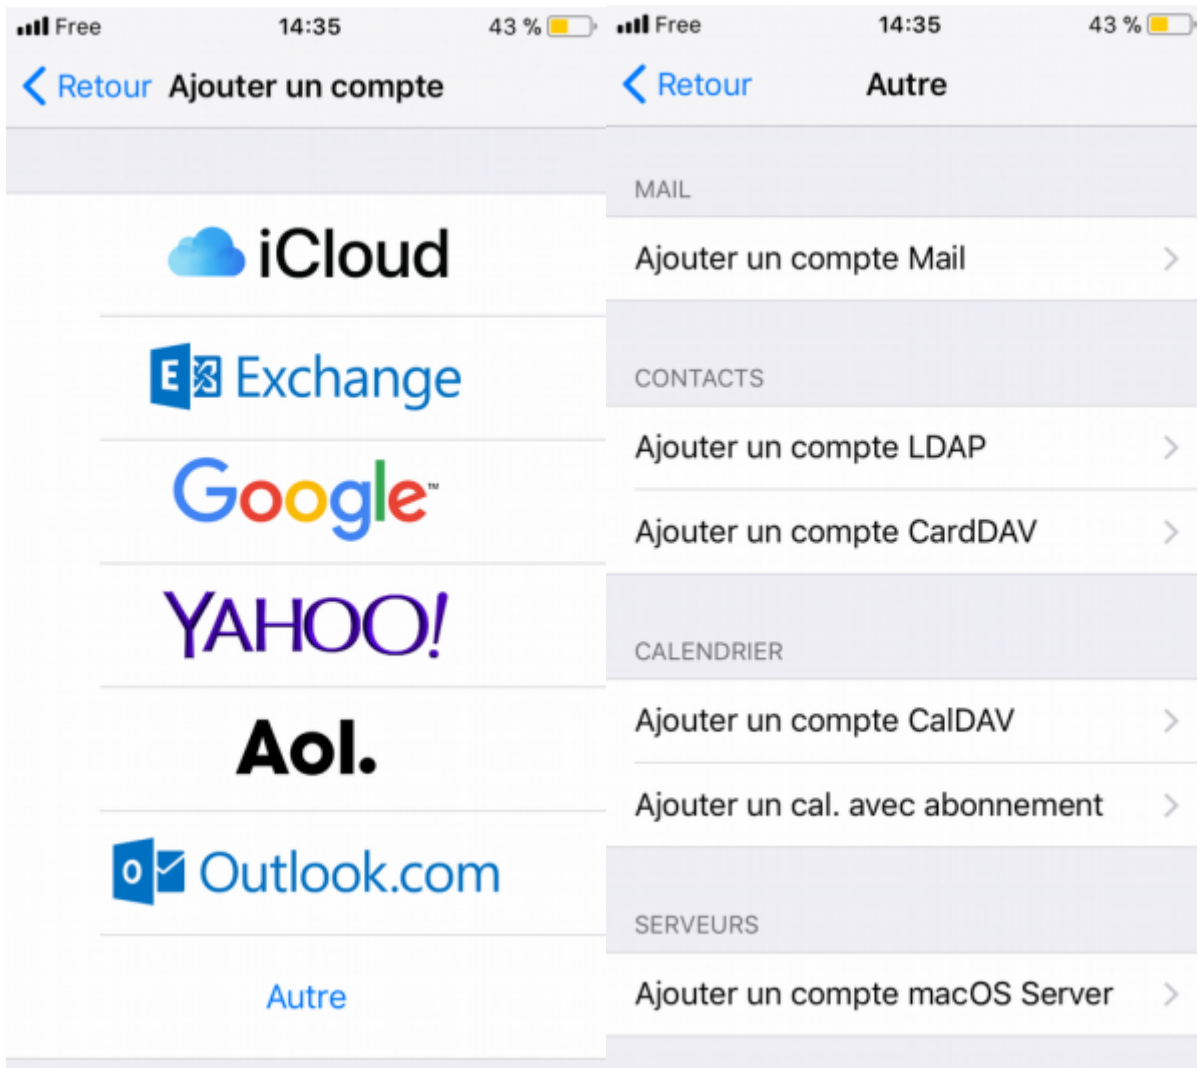 Free 14:35 43 %
Retour Ajouter un compte
iCloud
Exchange
Google™
YAHOO!
Aol.
Outlook.com
Autre
Free 14:35 43 %
Retour Autre
MAIL
Ajouter un compte Mail
CONTACTS
Ajouter un compte LDAP
Ajouter un compte CardDAV
CALENDRIER
Ajouter un compte CalDAV
Ajouter un cal. avec abonnement
SERVEURS
Ajouter un compte macOS Server